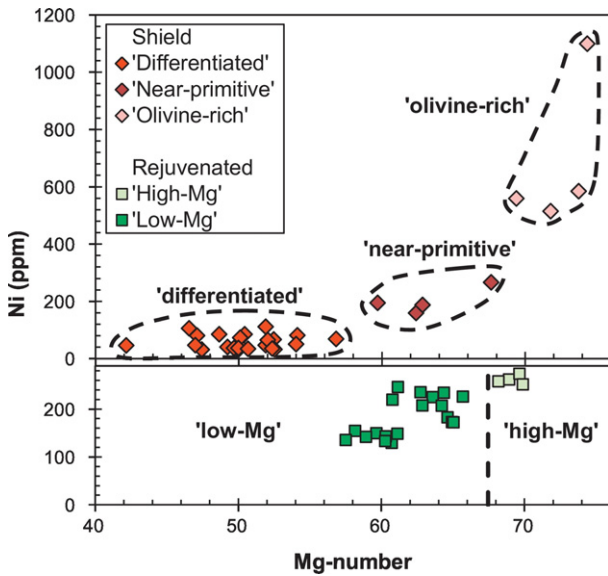 1200
1000
800
600
400
200
0
Ni (ppm)
Shield
'Differentiated'
'Near-primitive'
'Olivine-rich'
Rejuvenated
'High-Mg'
'Low-Mg'
'olivine-rich'
'near-primitive'
'differentiated'
200
100
0
'low-Mg'
'high-Mg'
40
50
60
70
Mg-number